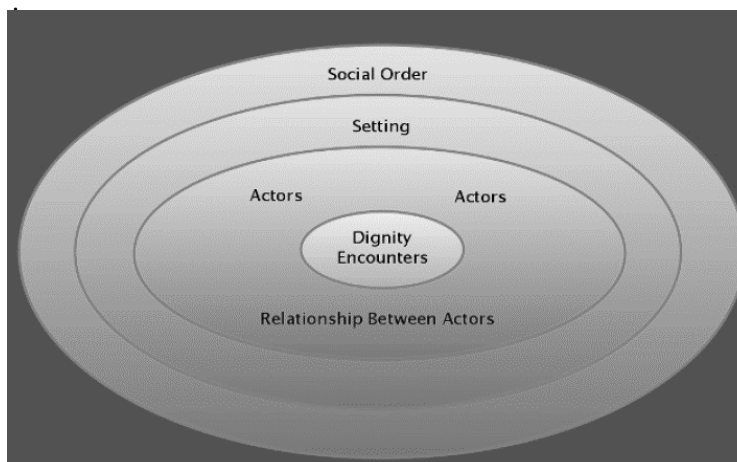 Social Order
Setting
Actors Actors
Dignity
Encounters
Relationship Between Actors